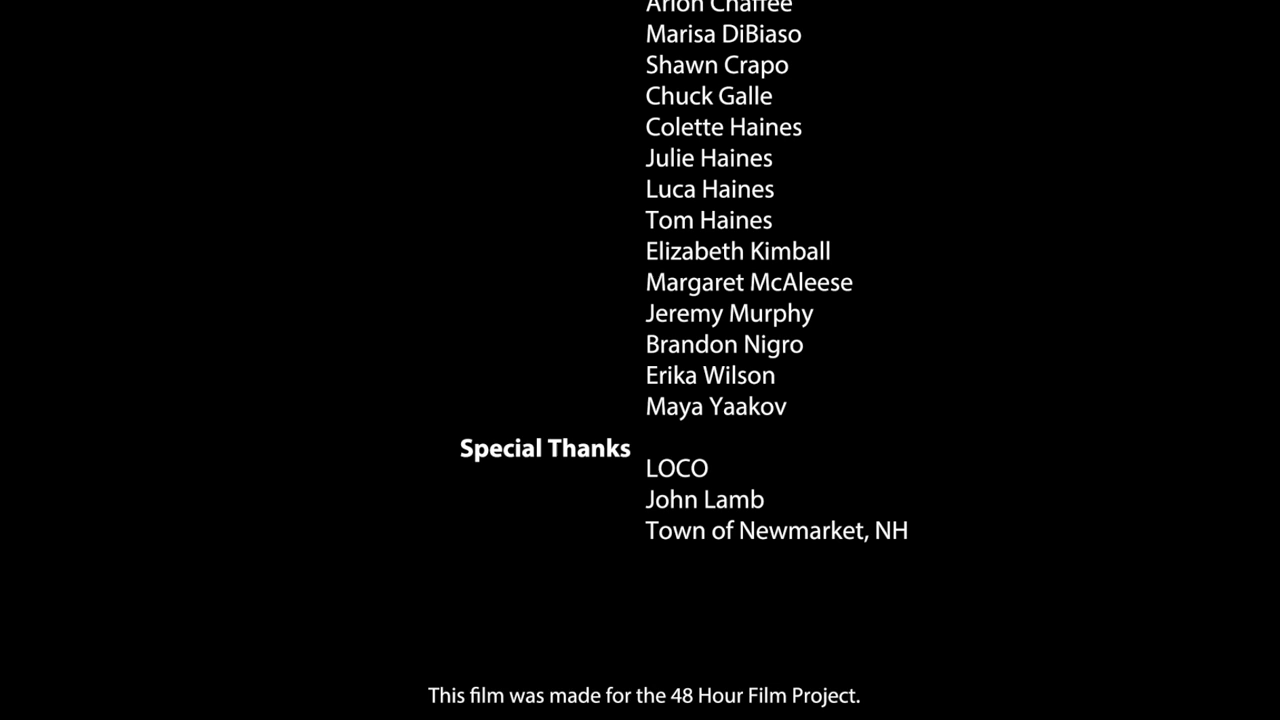 Arlon Chaffee
Marisa DiBiaso
Shawn Crapo
Chuck Galle
Colette Haines
Julie Haines
Luca Haines
Tom Haines
Elizabeth Kimball
Margaret McAleese
Jeremy Murphy
Brandon Nigro
Erika Wilson
Maya Yaakov
Special Thanks
LOCO
John Lamb
Town of Newmarket, NH
This film was made for the 48 Hour Film Project.